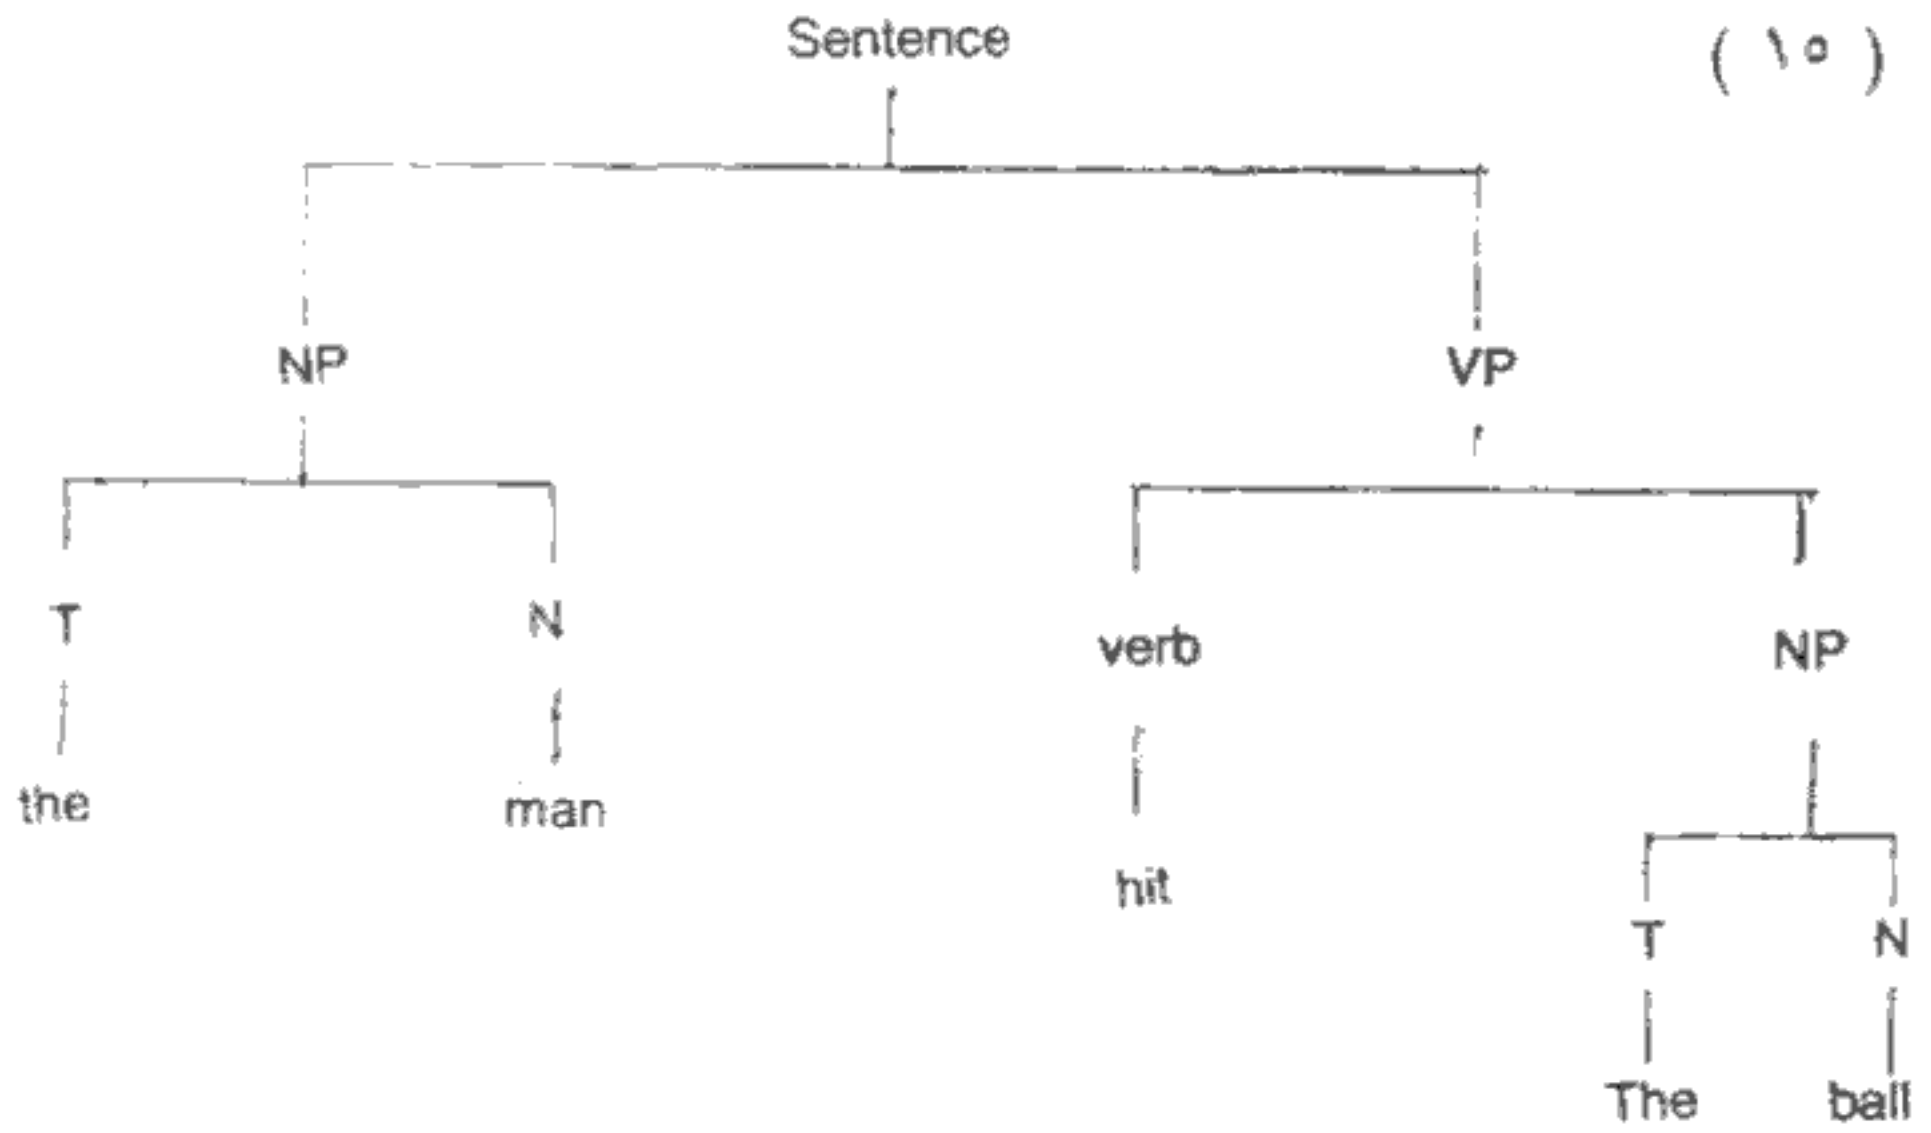 Sentence (١٥)
NP VP
T N verb NP
the man hit
T N
The ball